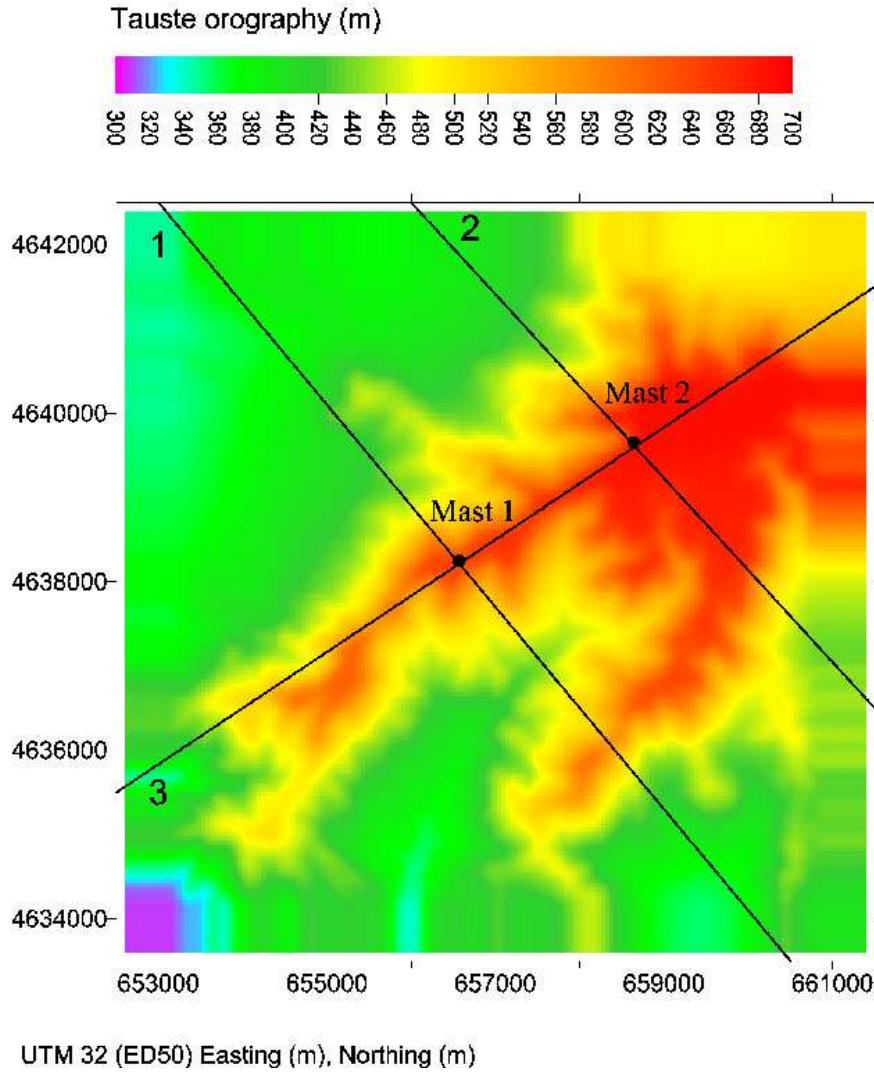 Tauste orography (m)
300 320 340 360 380 400 420 440 460 480 500 520 540 560 580 600 620 640 660 680 700
1
2
4642000
Mast 2
4640000
Mast 1
4638000
4636000
3
4634000
653000 655000 657000 659000 661000
UTM 32 (ED50) Easting (m), Northing (m)